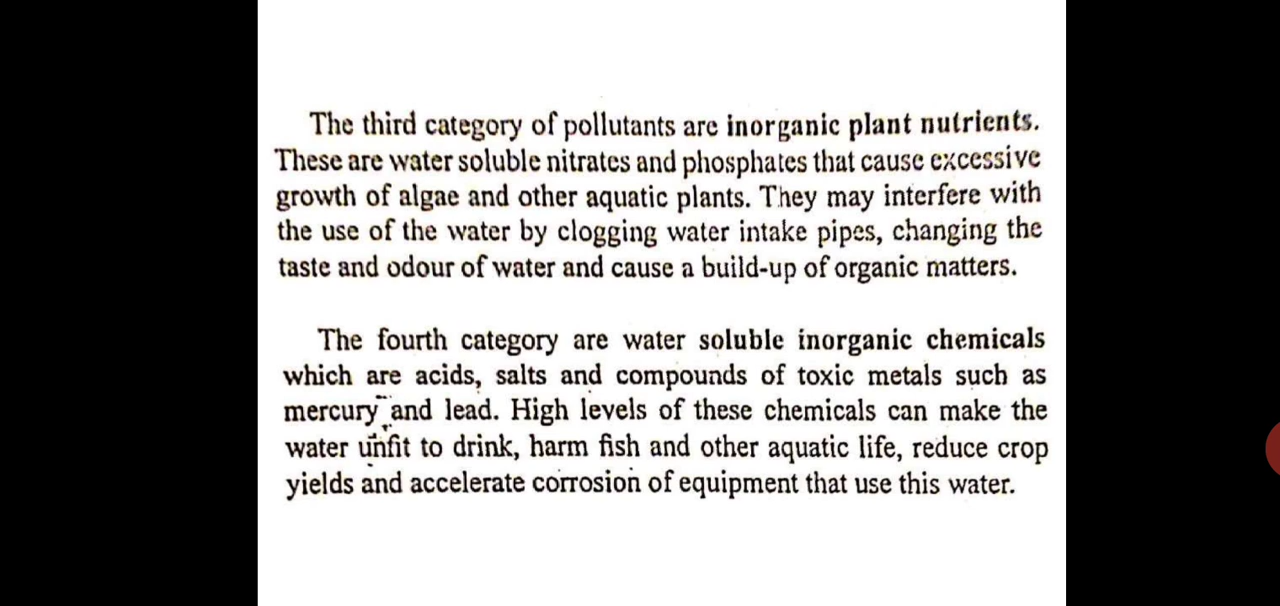 The third category of pollutants are inorganic plant nutrients.
These are water soluble nitrates and phosphates that cause excessive
growth of algae and other aquatic plants. They may interfere with
the use of the water by clogging water intake pipes, changing the
taste and odour of water and cause a build-up of organic matters.
The fourth category are water soluble inorganic chemicals
which are acids, salts and compounds of toxic metals such as
mercury and lead. High levels of these chemicals can make the
water unfit to drink, harm fish and other aquatic life, reduce crop
yields and accelerate corrosion of equipment that use this water.